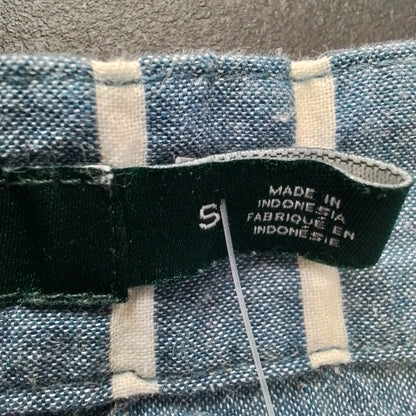 S
MADE IN
INDONESIA
FABRIQUÉ EN
INDONÉSIE